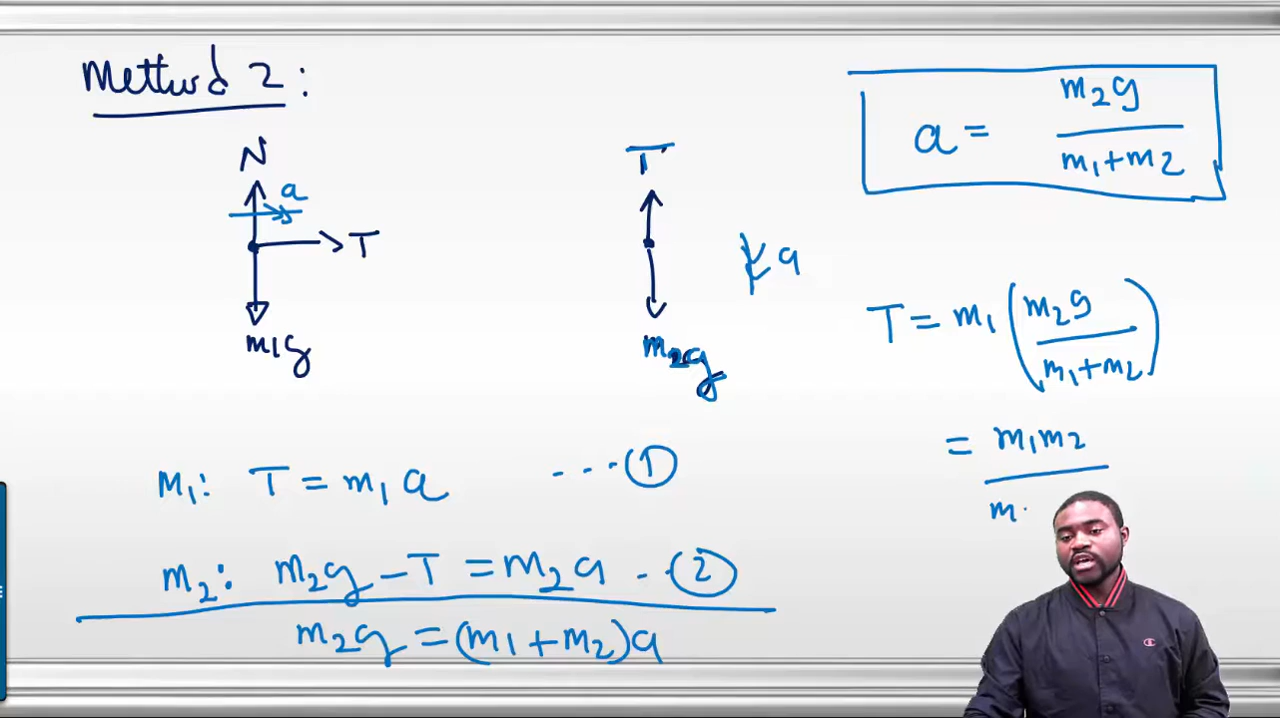 Method 2:
N
a
T
m1g
T
a
m2g
m1: T = m1 a ... ①
m2: m2g - T = m2a - ②
m2g = (m1+m2)a
a = m2g / m1+m2
T = m1 (m2g / m1+m2)
= m1m2 / m